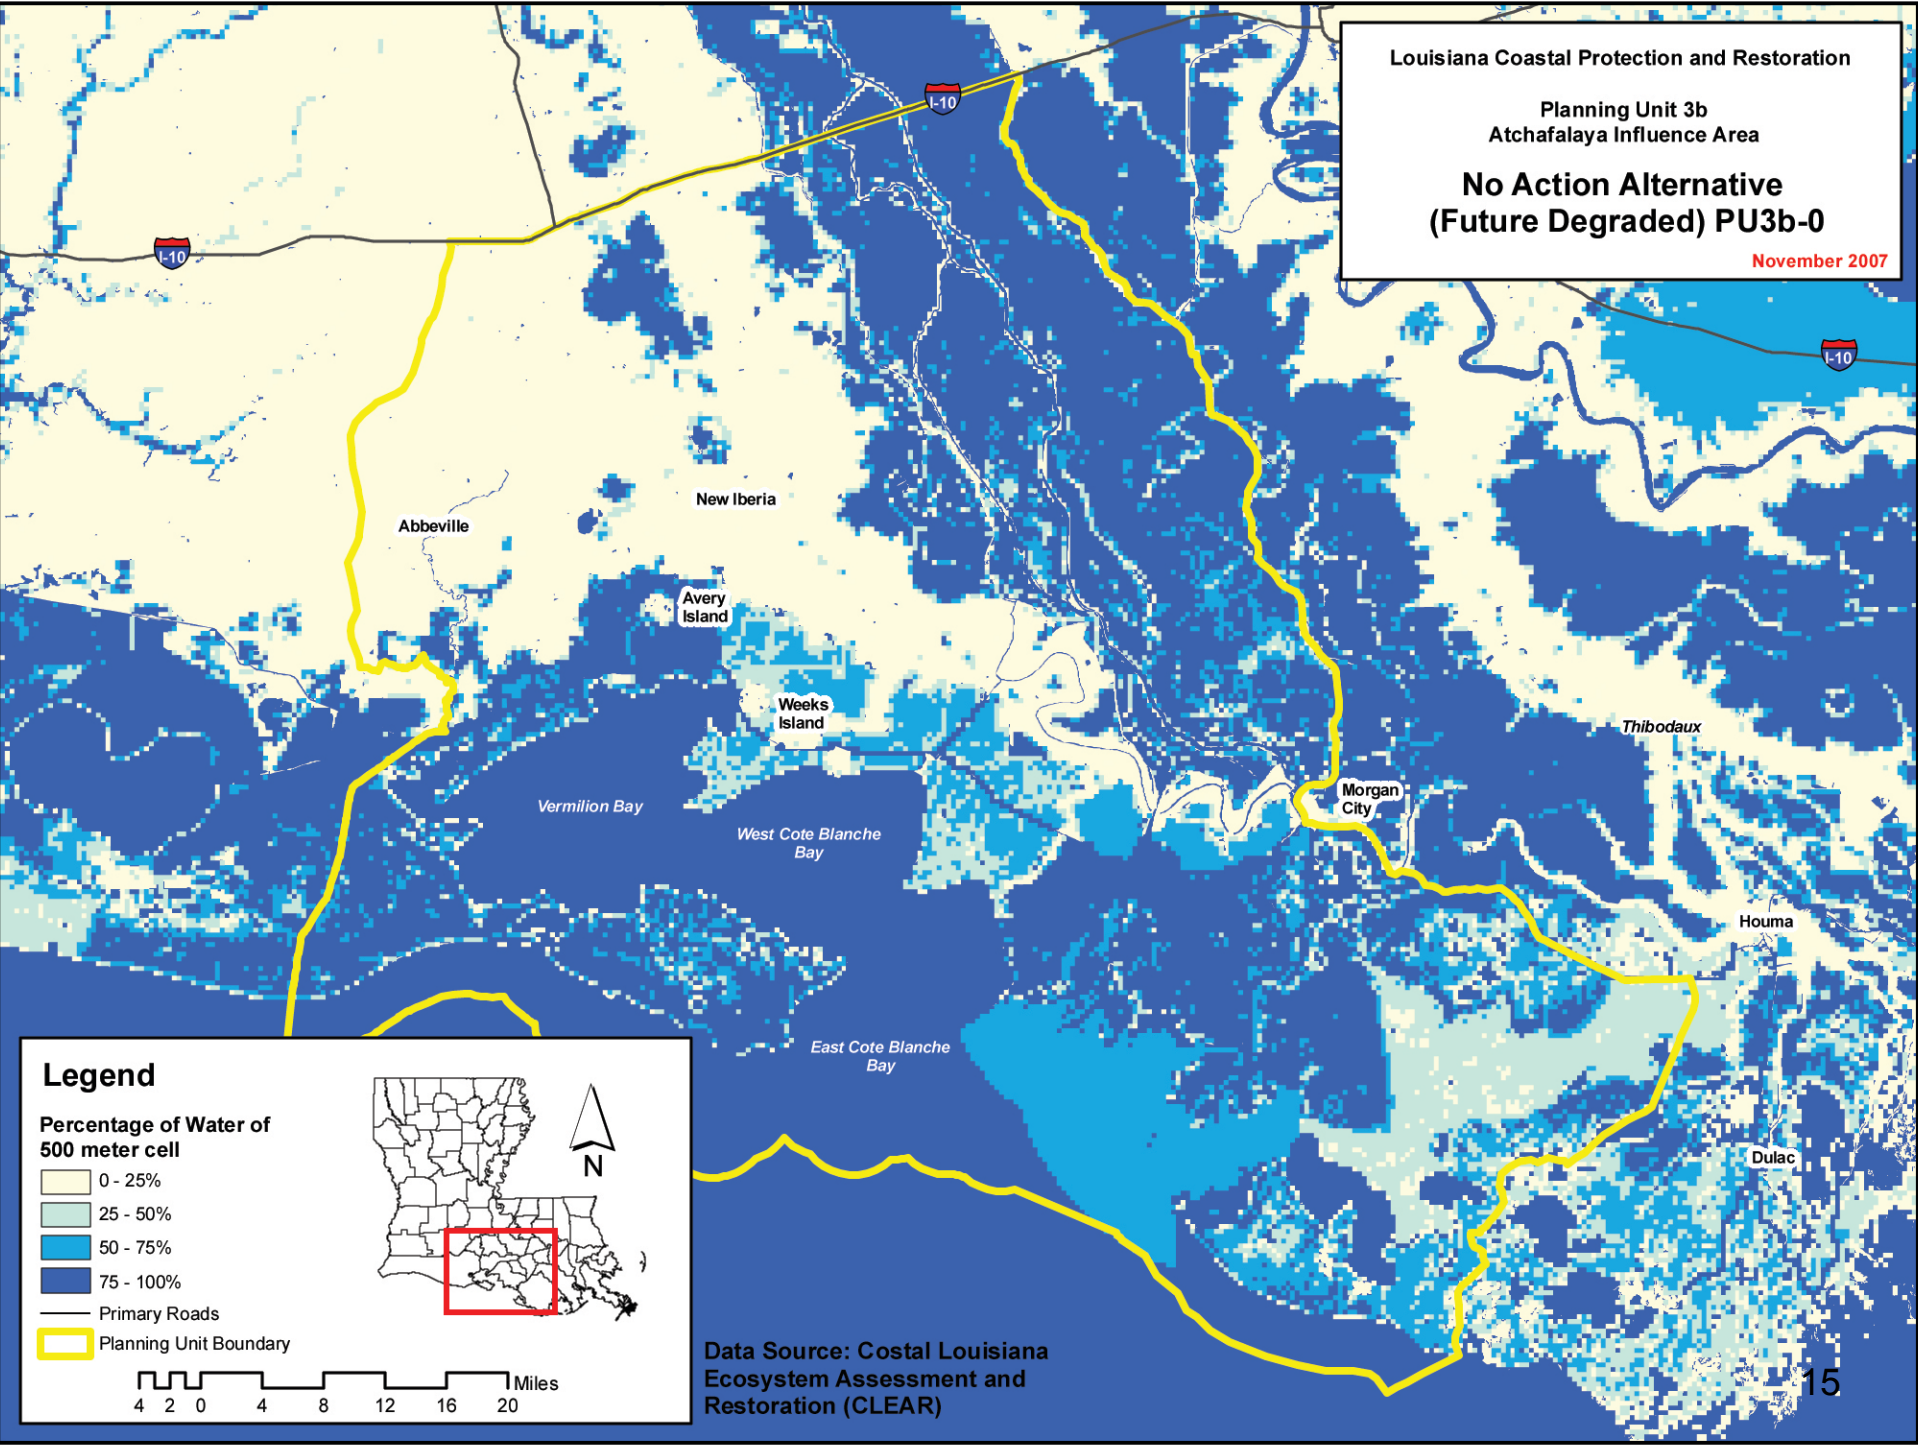 Louisiana Coastal Protection and Restoration
Planning Unit 3b
Atchafalaya Influence Area
No Action Alternative
(Future Degraded) PU3b-0
November 2007
I-10
I-10
I-10
New Iberia
Abbeville
Avery
Island
Weeks
Island
Thibodaux
Morgan
City
Vermilion Bay
West Cote Blanche
Bay
Houma
East Cote Blanche
Bay
Dulac
Legend
Percentage of Water of
500 meter cell
0 - 25%
25 - 50%
50 - 75%
75 - 100%
Primary Roads
Planning Unit Boundary
N
Miles
4 2 0 4 8 12 16 20
Data Source: Costal Louisiana
Ecosystem Assessment and
Restoration (CLEAR)
15